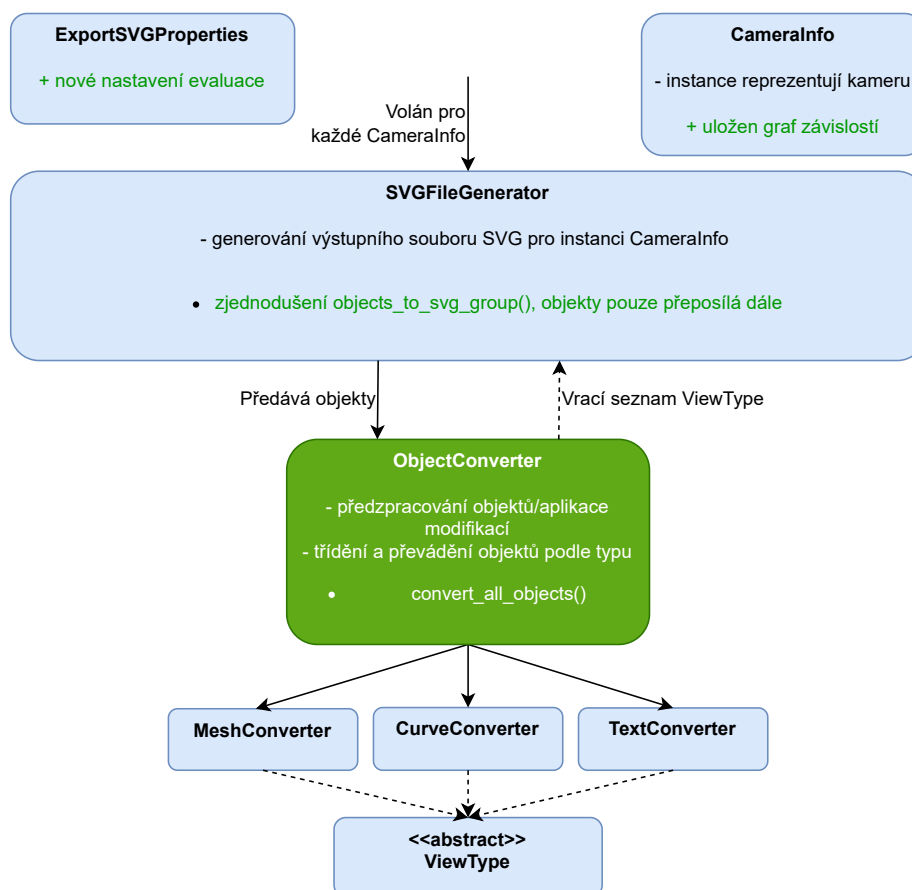 ExportSVGProperties
+ nové nastavení evaluace
CameraInfo
- instance reprezentují kameru
+ uložen graf závislostí
Volán pro
každé CameraInfo
SVGFileGenerator
- generování výstupního souboru SVG pro instanci CameraInfo
• zjednodušení objects_to_svg_group(), objekty pouze přeposílá dále
Předává objekty
Vrací seznam ViewType
ObjectConverter
- předzpracování objektů/aplikace
modifikací
- třídění a převádění objektů podle typu
• convert_all_objects()
MeshConverter
CurveConverter
TextConverter
<<abstract>>
ViewType